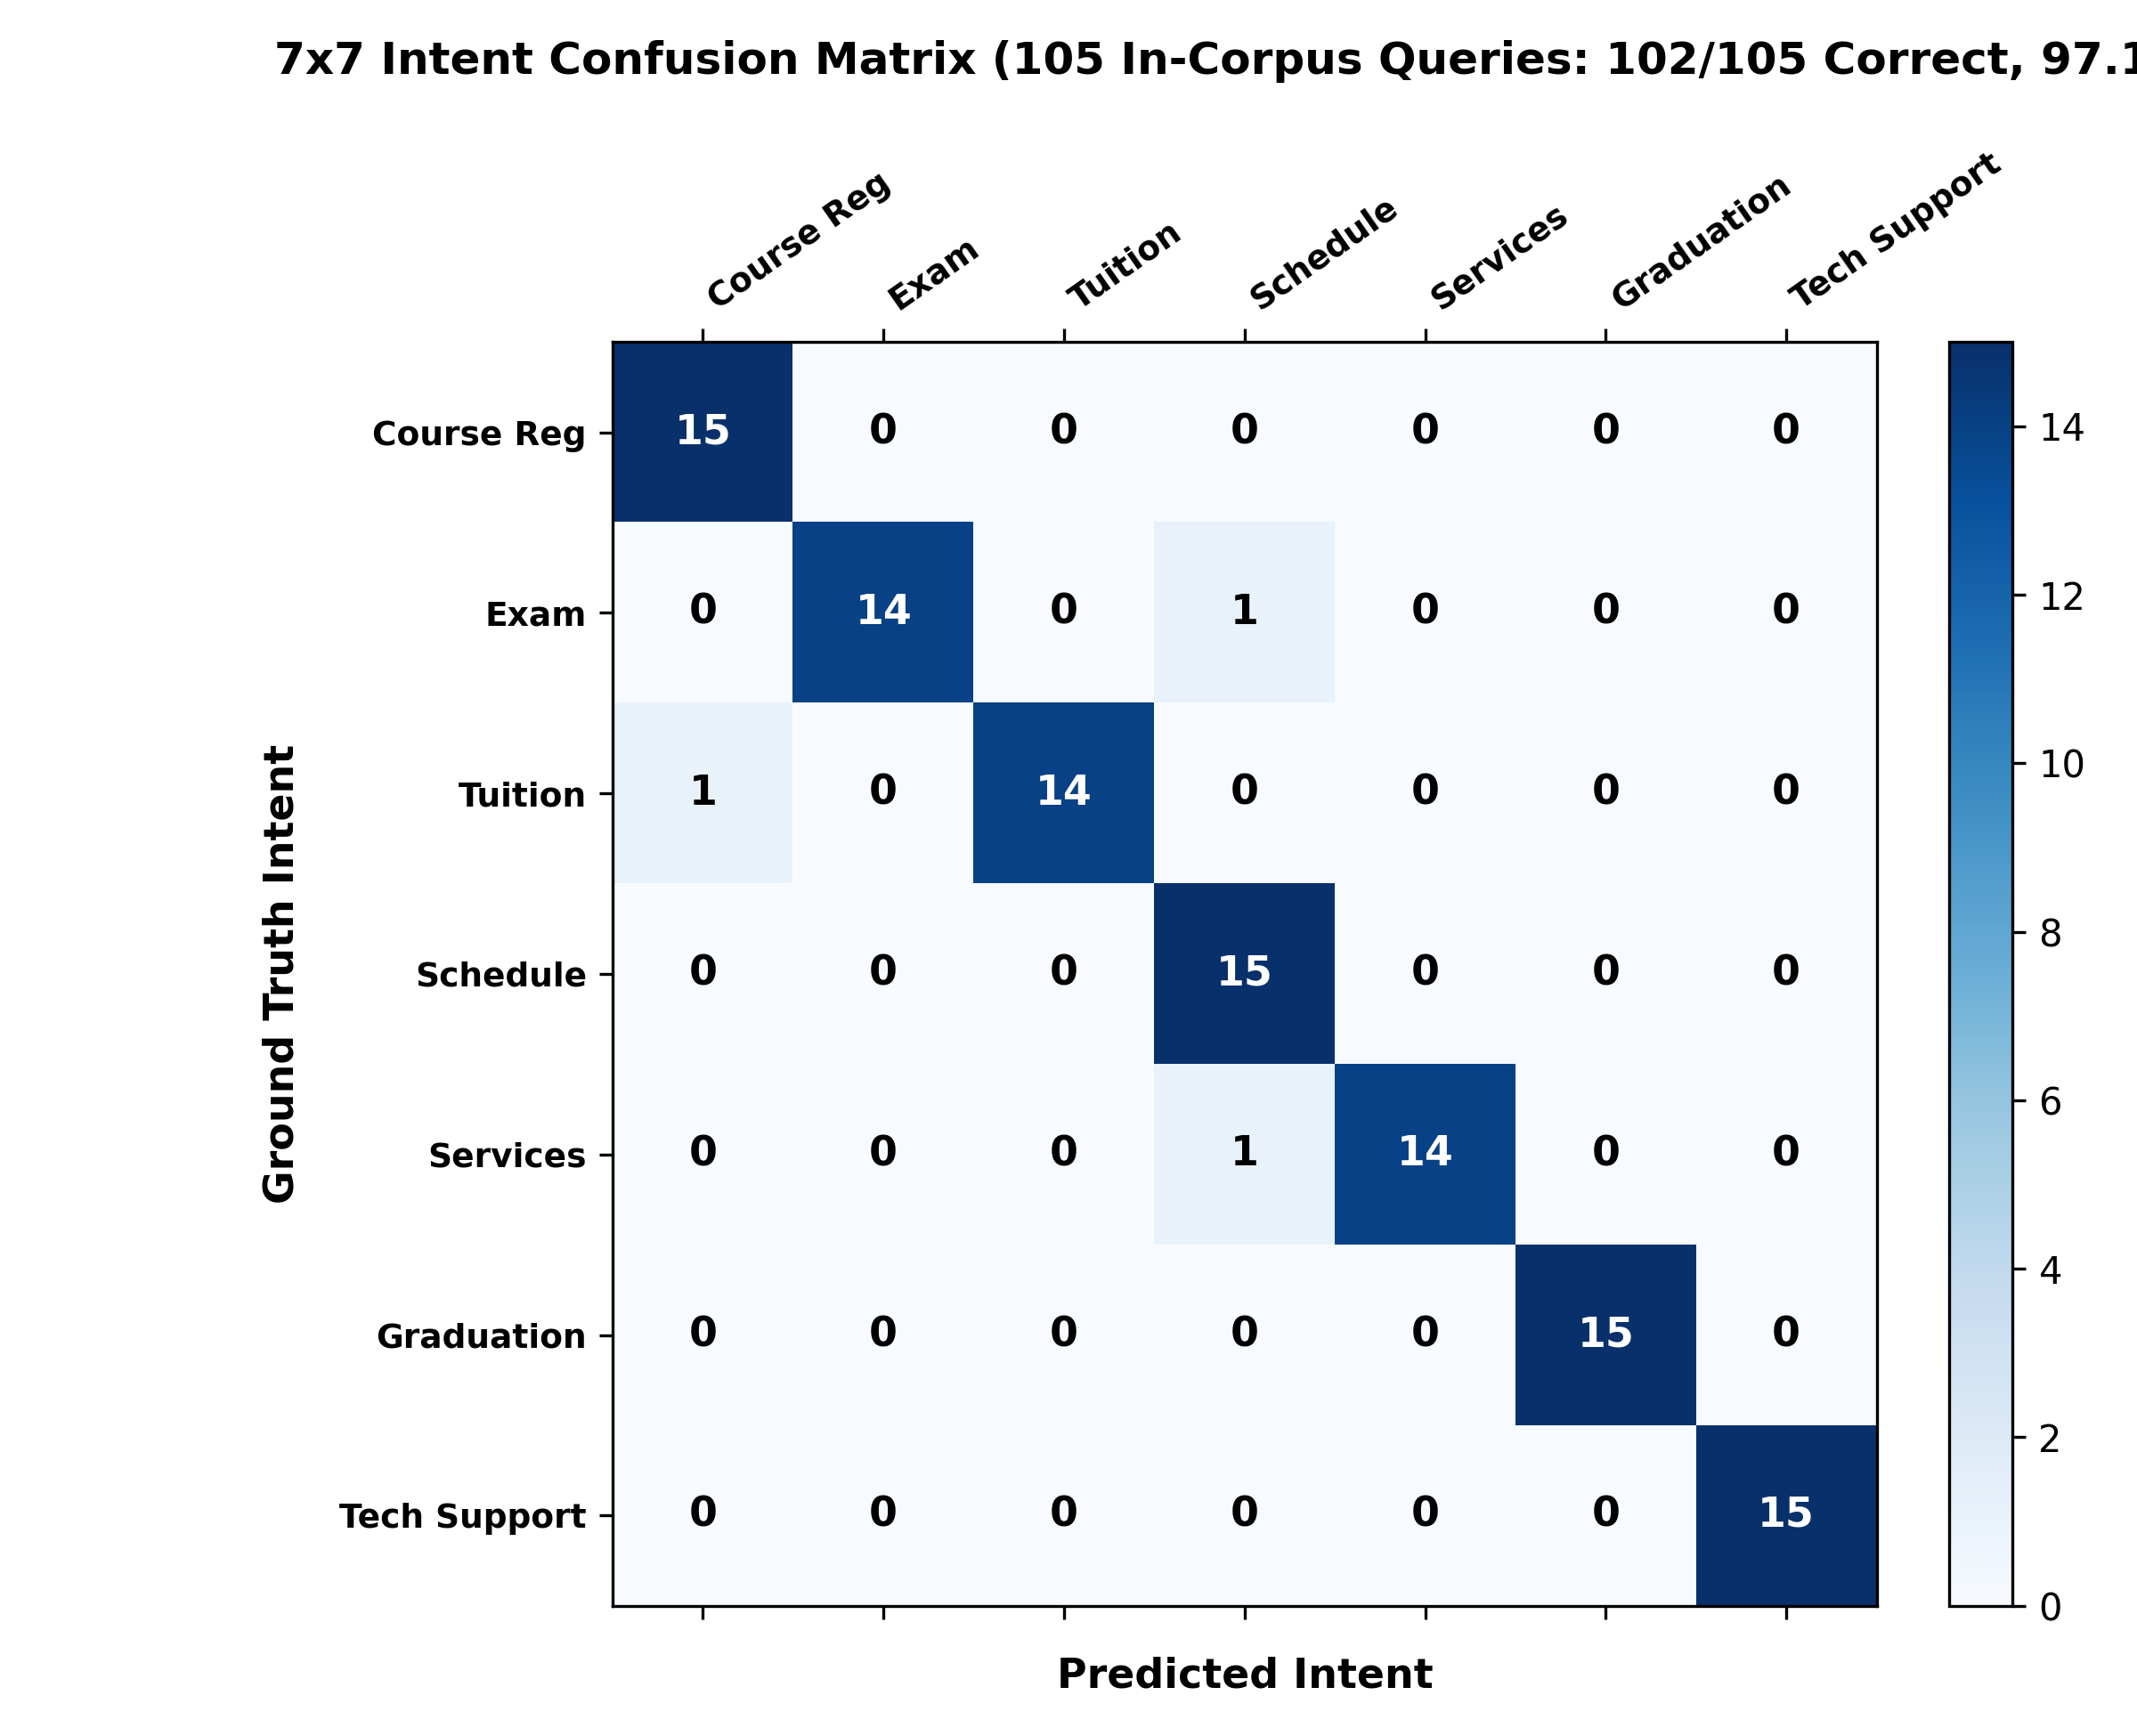 7x7 Intent Confusion Matrix (105 In-Corpus Queries: 102/105 Correct, 97.1
Course Reg Exam Tuition Schedule Services Graduation Tech Support
Course Reg 15 0 0 0 0 0 0
Exam 0 14 0 1 0 0 0
Tuition 1 0 14 0 0 0 0
Schedule 0 0 0 15 0 0 0
Services 0 0 0 1 14 0 0
Graduation 0 0 0 0 0 15 0
Tech Support 0 0 0 0 0 0 15
Ground Truth Intent
Predicted Intent
14
12
10
8
6
4
2
0